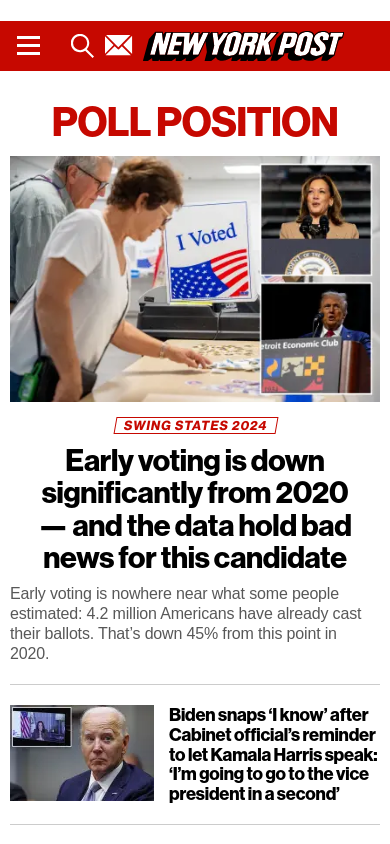 NEW YORK POST
POLL POSITION
I Voted
Detroit Economic Club
SWING STATES 2024
Early voting is down
significantly from 2020
— and the data hold bad
news for this candidate
Early voting is nowhere near what some people
estimated: 4.2 million Americans have already cast
their ballots. That’s down 45% from this point in
2020.
Biden snaps ‘I know’ after
Cabinet official’s reminder
to let Kamala Harris speak:
‘I’m going to go to the vice
president in a second’